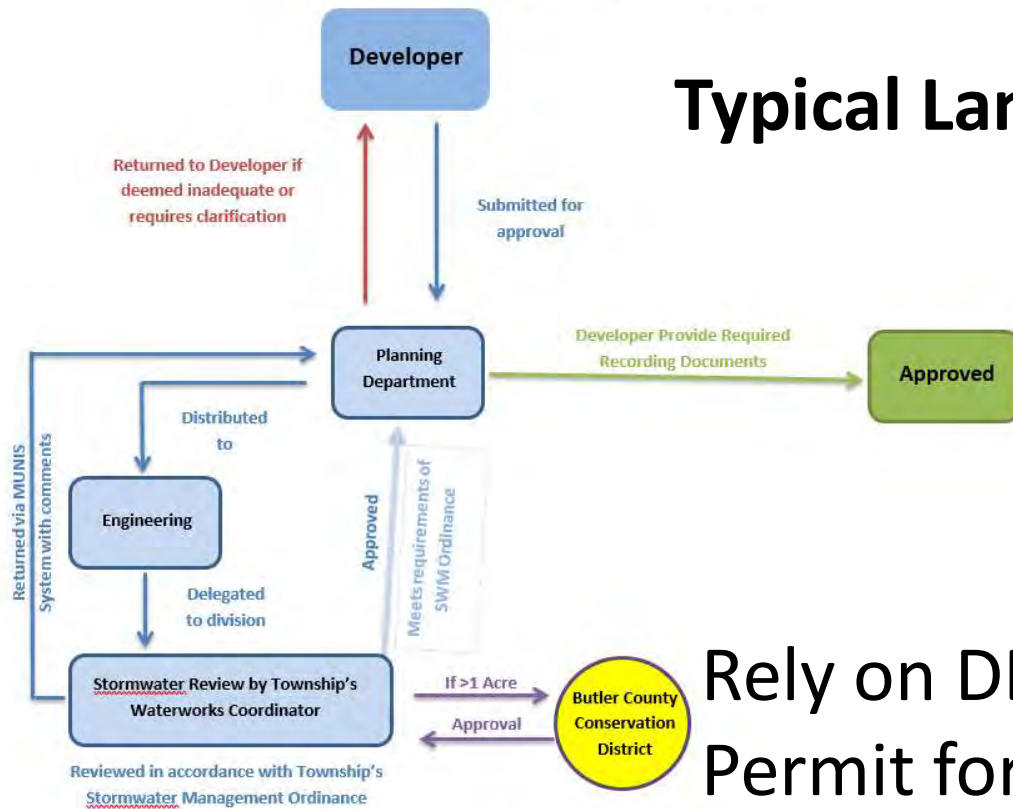 Developer
Typical Lar
Returned to Developer if
deemed inadequate or
requires clarification
Submitted for
approval
Planning
Department
Developer Provide Required
Recording Documents
Approved
Distributed
to
Returned via MUNIS
System with comments
Engineering
Approved
Meets requirements of
SWM Ordinance
Delegated
to division
Stormwater Review by Township's
Waterworks Coordinator
If >1 Acre
Approval
Butler County
Conservation
District
Rely on
Permit for
Reviewed in accordance with Township's
Stormwater Management Ordinance